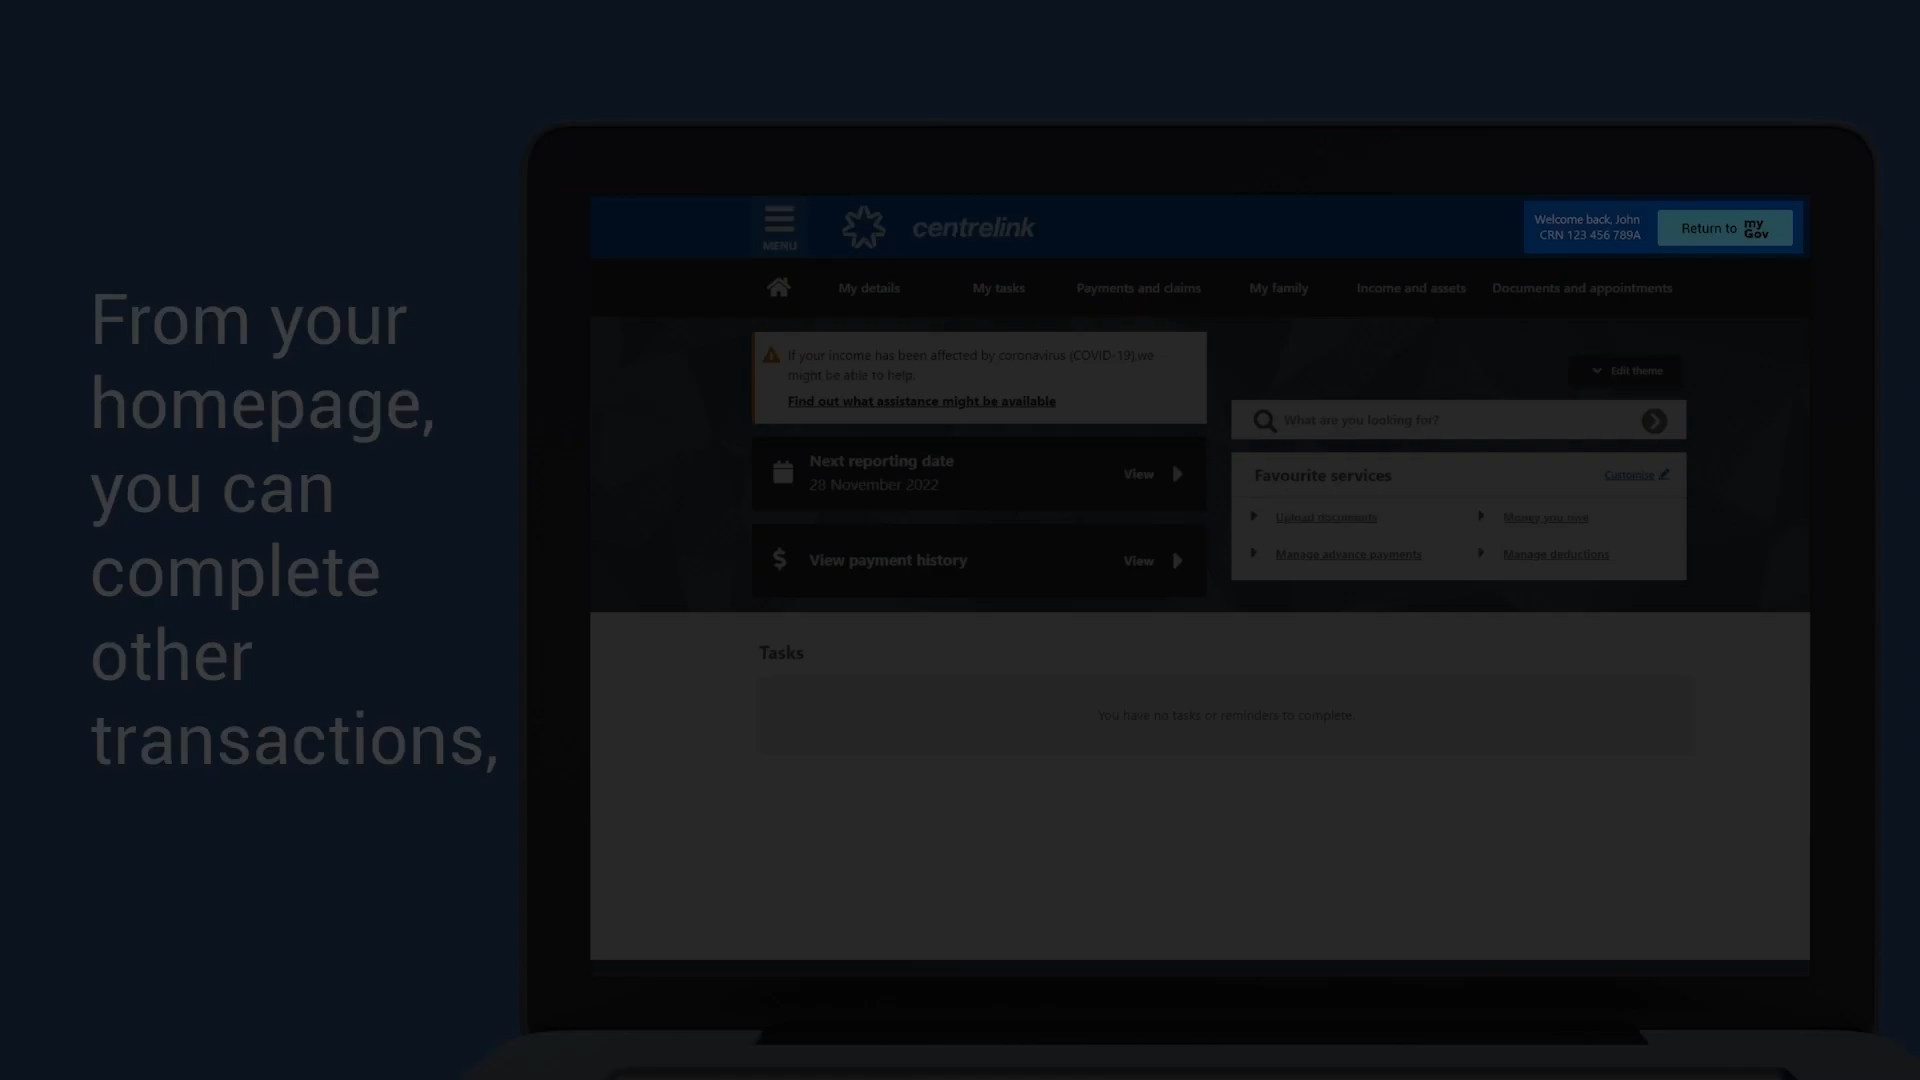 From your
homepage,
you can
complete
other
transactions,
MENU
centrelink
Welcome back, John
CRN 123 456 789A
Return to my Gov
My details
My tasks
Payments and claims
My family
Income and assets
Documents and appointments
If your income has been affected by coronavirus (COVID-19),we
might be able to help.
Find out what assistance might be available
Edit theme
What are you looking for?
Next reporting date
28 November 2022
View
Favourite services
Customise
Upload documents
Money you owe
Manage advance payments
Manage deductions
View payment history
View
Tasks
You have no tasks or reminders to complete.